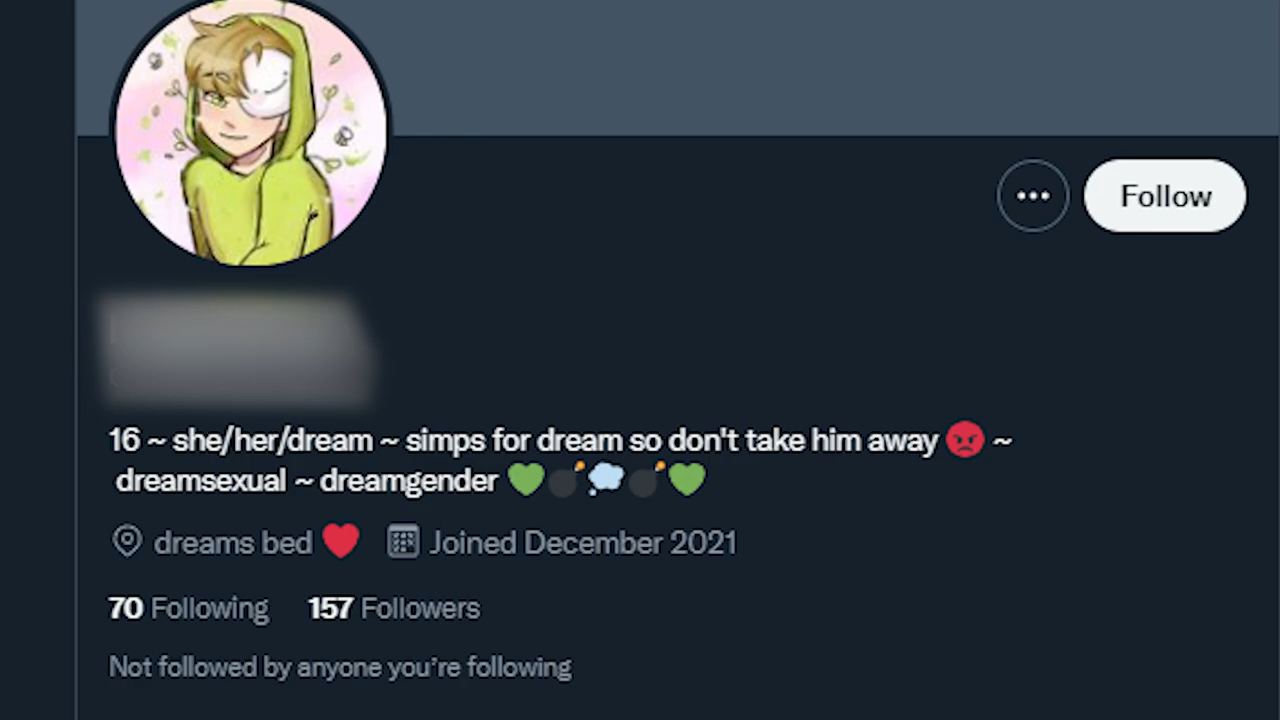 Follow
16 ~ she/her/dream ~ simps for dream so don't take him away 😡 ~
dreamsexual ~ dreamgender 💚💣💭💣💚
dreams bed ❤️ Joined December 2021
70 Following 157 Followers
Not followed by anyone you're following